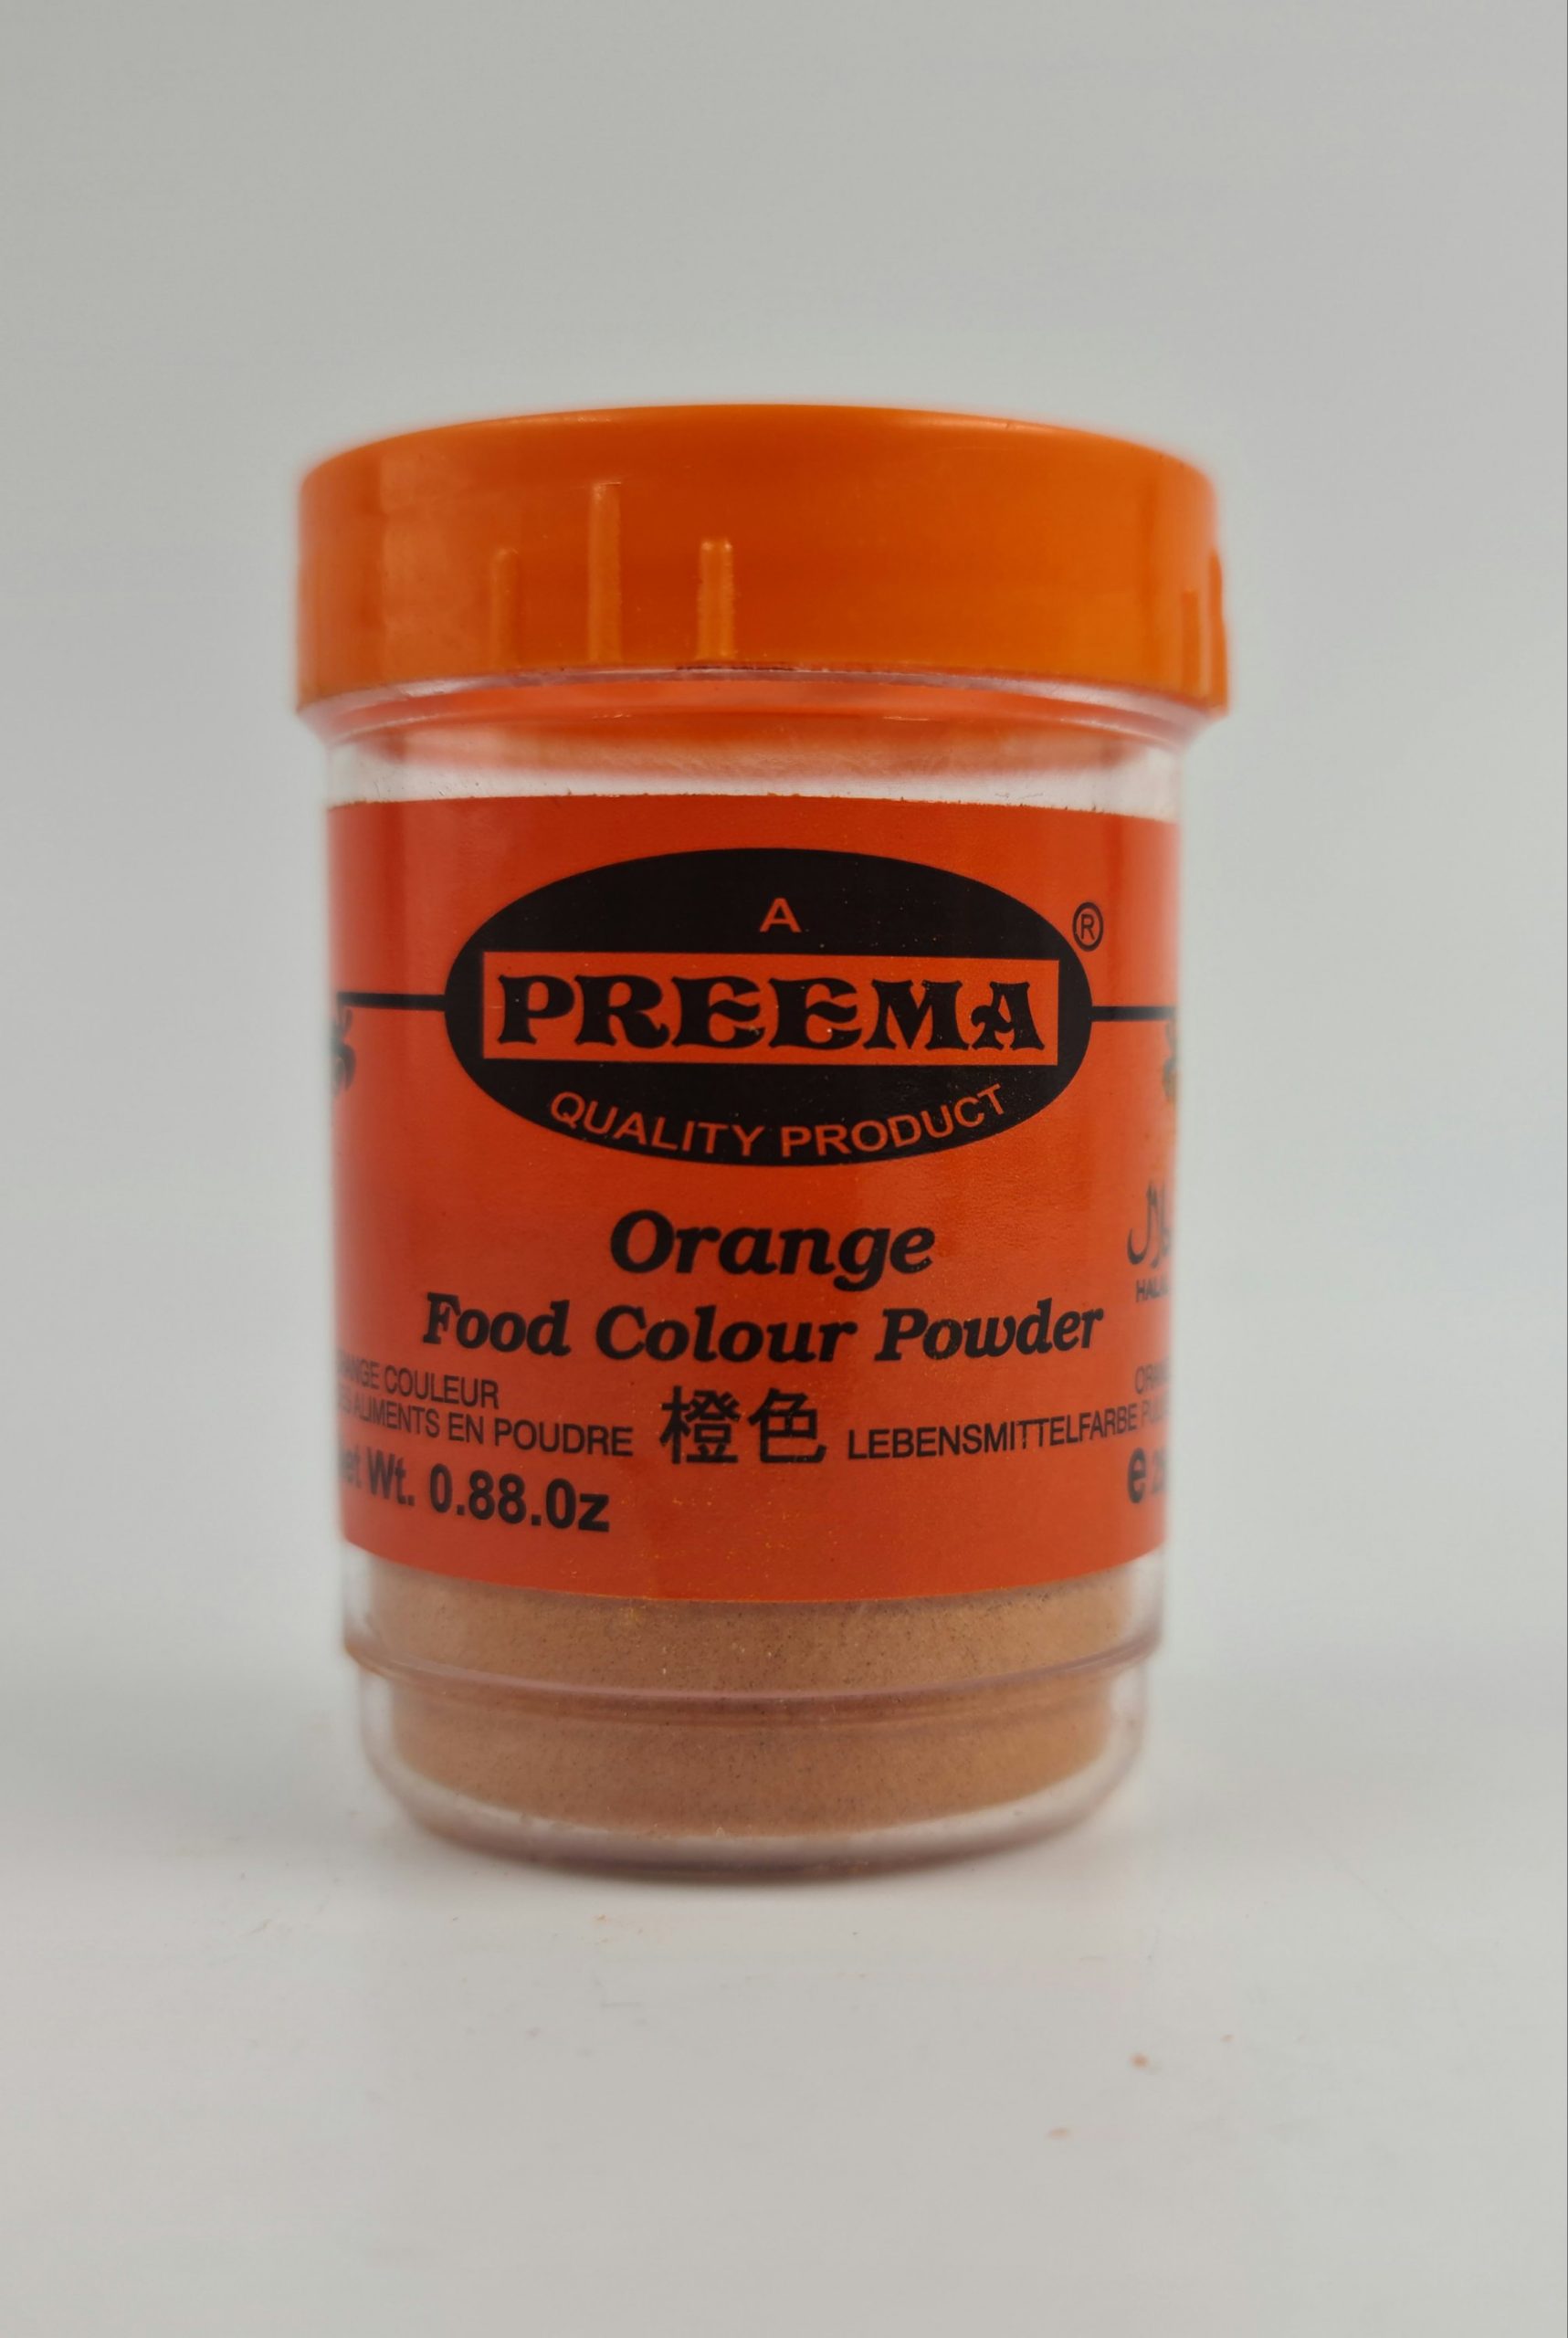 A
PREEMA
®
QUALITY PRODUCT
Orange
Food Colour Powder
COULEUR
ALIMENTS EN POUDRE
橙色
LEBENSMITTELFARBE
Wt. 0.88.0z
e